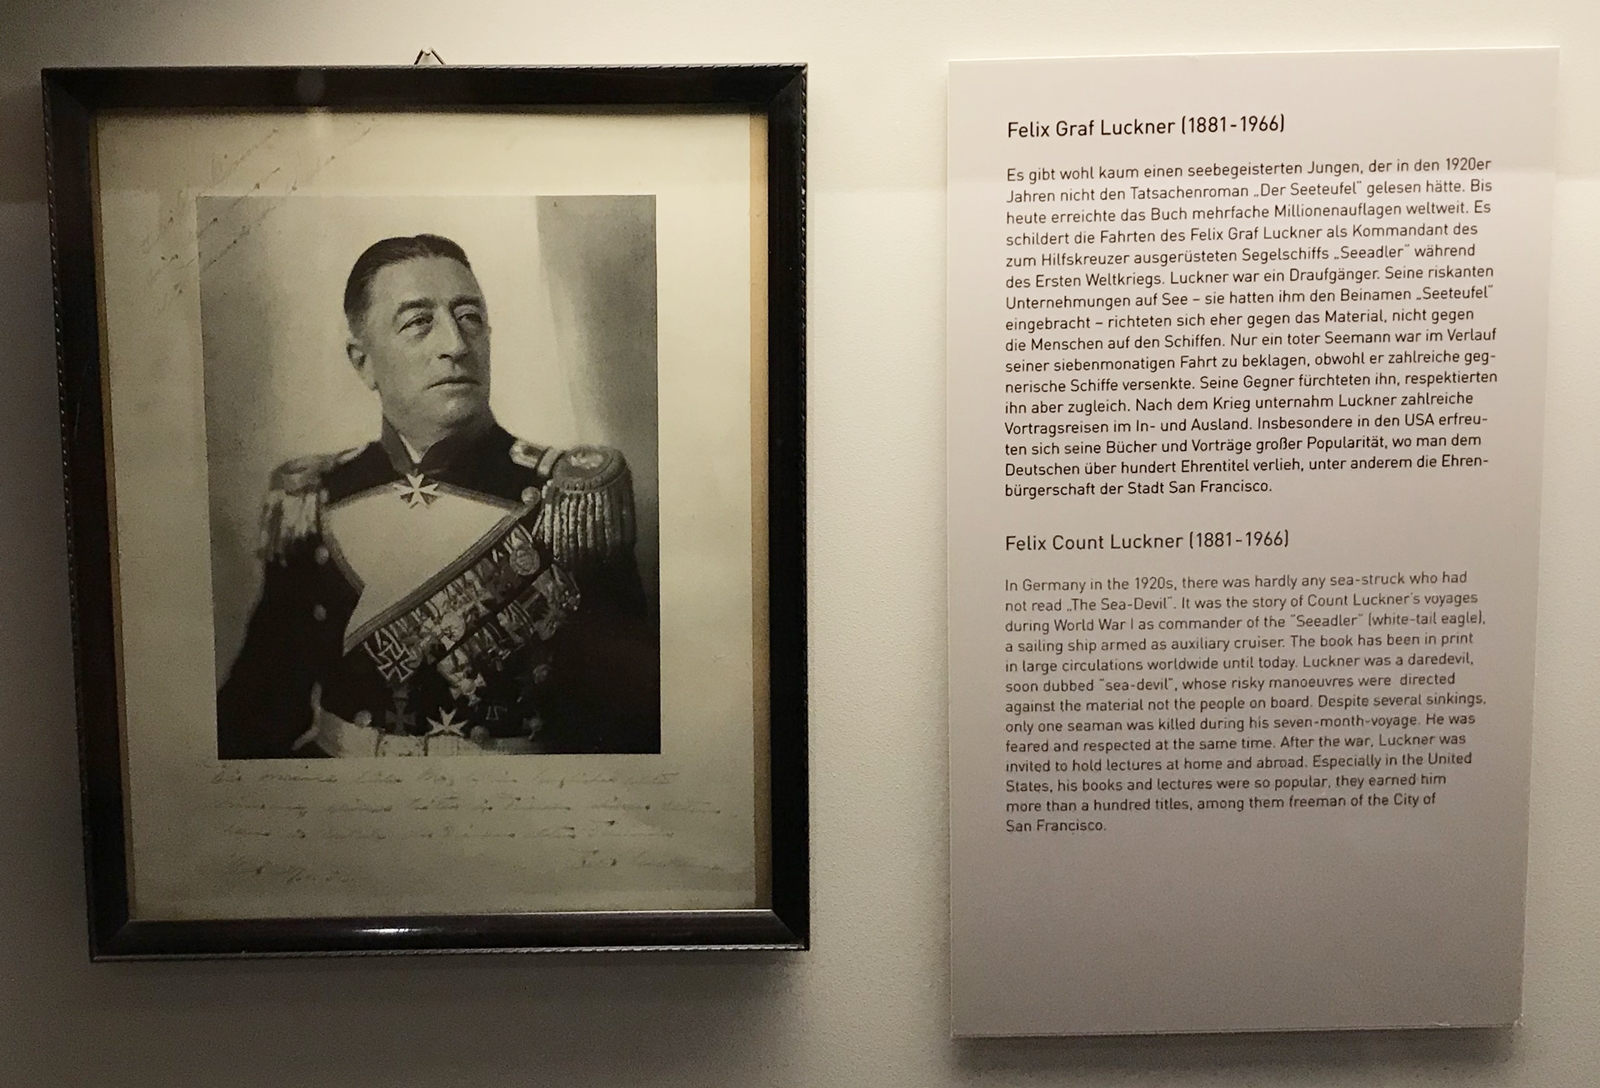 Felix Graf Luckner (1881-1966)
Es gibt wohl kaum einen seebegeisterten Jungen, der in den 1920er
Jahren nicht den Tatsachenroman „Der Seeteufel“ gelesen hätte. Bis
heute erreichte das Buch mehrfache Millionenauflagen weltweit. Es
schildert die Fahrten des Felix Graf Luckner als Kommandant des
zum Hilfskreuzer ausgerüsteten Segelschiffs „Seeadler“ während
des Ersten Weltkriegs. Luckner war ein Draufgänger. Seine riskanten
Unternehmungen auf See – sie hatten ihm den Beinamen „Seeteufel“
eingebracht – richteten sich eher gegen das Material, nicht gegen
die Menschen auf den Schiffen. Nur ein toter Seemann war im Verlauf
seiner siebenmonatigen Fahrt zu beklagen, obwohl er zahlreiche geg-
nerische Schiffe versenkte. Seine Gegner fürchteten ihn, respektierten
ihn aber zugleich. Nach dem Krieg unternahm Luckner zahlreiche
Vortragsreisen im In- und Ausland. Insbesondere in den USA erfreu-
ten sich seine Bücher und Vorträge großer Popularität, wo man dem
Deutschen über hundert Ehrentitel verlieh, unter anderem die Ehren-
bürgerschaft der Stadt San Francisco.
Felix Count Luckner (1881-1966)
In Germany in the 1920s, there was hardly any sea-struck who had
not read „The Sea-Devil“. It was the story of Count Luckner's voyages
during World War I as commander of the "Seeadler" (white-tail eagle),
a sailing ship armed as auxiliary cruiser. The book has been in print
in large circulations worldwide until today. Luckner was a daredevil,
soon dubbed "sea-devil", whose risky manoeuvres were directed
against the material not the people on board. Despite several sinkings,
only one seaman was killed during his seven-month-voyage. He was
feared and respected at the same time. After the war, Luckner was
invited to hold lectures at home and abroad. Especially in the United
States, his books and lectures were so popular, they earned him
more than a hundred titles, among them freeman of the City of
San Francisco.